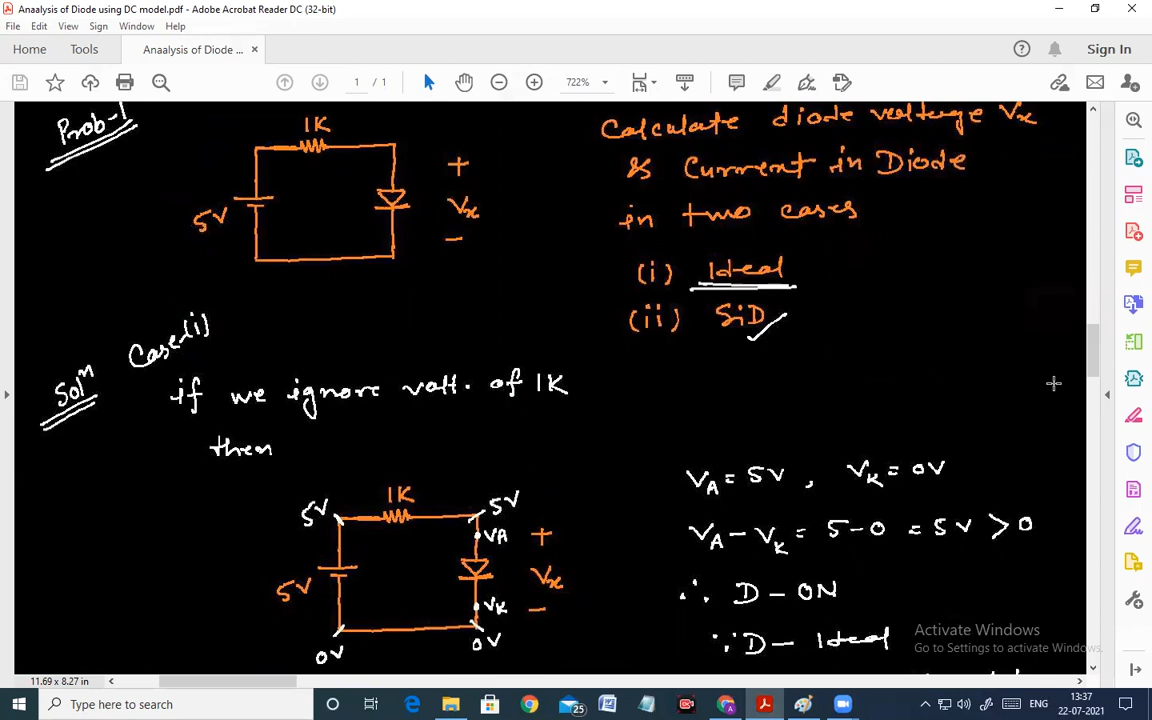 Anaalysis of Diode using DC model.pdf - Adobe Acrobat Reader DC (32-bit)
File Edit View Sign Window Help
Home Tools Anaalysis of Diode ... × Sign In
1 / 1 722%
Prob-1
1K
5V
+
Vx
-
Calculate diode voltage Vx
& Current in Diode
in two cases
(i) Ideal
(ii) SiD
Case-(i)
Solⁿ
if we ignore volt. of 1K
then
1K
5V
5V
VA
+
5V
Vx
VK
-
0V
0V
VA = 5V , VK = 0V
VA - VK = 5-0 = 5V > 0
∴ D - ON
∵ D - Ideal
Activate Windows
Go to Settings to activate Windows.
11.69 x 8.27 in
Type here to search
25
ENG
13:37
22-07-2021